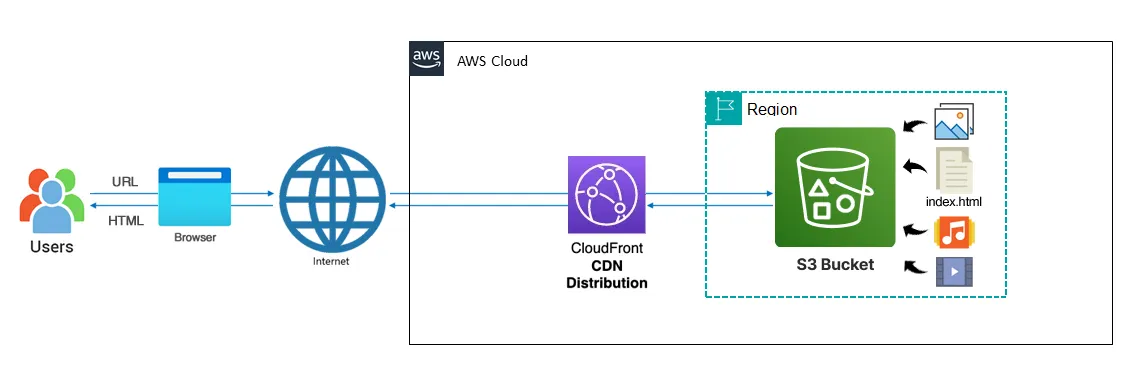 aws
AWS Cloud
Region
URL
HTML
Users
Browser
Internet
CloudFront
CDN
Distribution
S3 Bucket
index.html